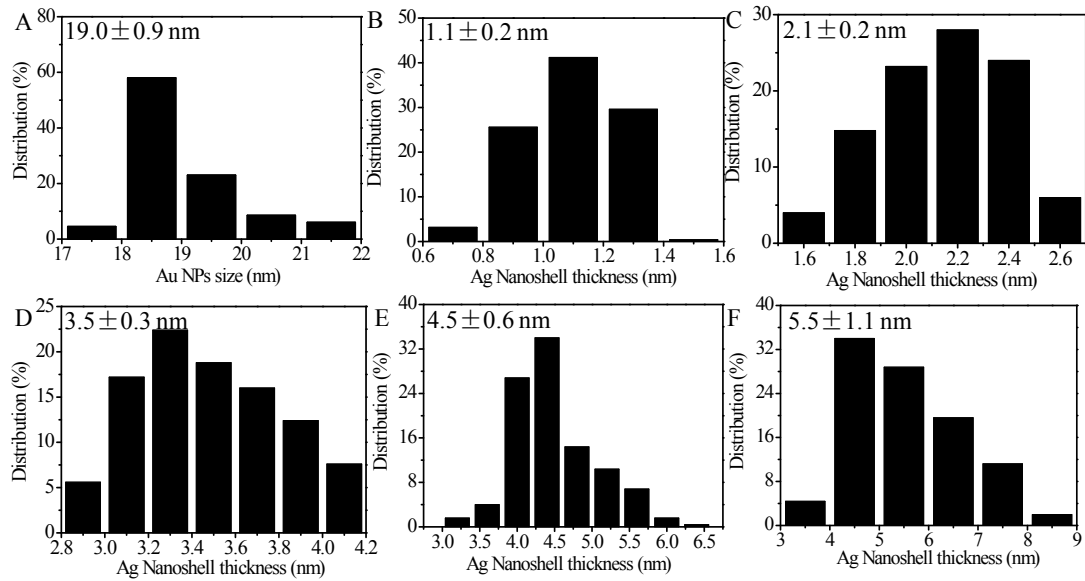 A
19.0±0.9 nm
80
60
40
20
0
Distribution (%)
17 18 19 20 21 22
Au NPs size (nm)
B
1.1±0.2 nm
50
40
30
20
10
0
Distribution (%)
0.6 0.8 1.0 1.2 1.4 1.6
Ag Nanoshell thickness (nm)
C
2.1±0.2 nm
30
20
10
0
Distribution (%)
1.6 1.8 2.0 2.2 2.4 2.6
Ag Nanoshell thickness (nm)
D
3.5±0.3 nm
25
20
15
10
5
0
Distribution (%)
2.8 3.0 3.2 3.4 3.6 3.8 4.0 4.2
Ag Nanoshell thickness (nm)
E
4.5±0.6 nm
40
32
24
16
8
0
Distribution (%)
3.0 3.5 4.0 4.5 5.0 5.5 6.0 6.5
Ag Nanoshell thickness (nm)
F
5.5±1.1 nm
40
32
24
16
8
0
Distribution (%)
3 4 5 6 7 8 9
Ag Nanoshell thickness (nm)